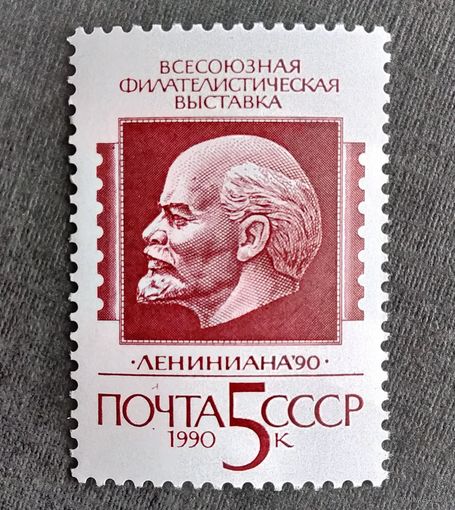 ВСЕСОЮЗНАЯ
ФИЛАТЕЛИСТИЧЕСКАЯ
ВЫСТАВКА
·ЛЕНИНИАНА'90·
ПОЧТА 5 СССР
1990 К